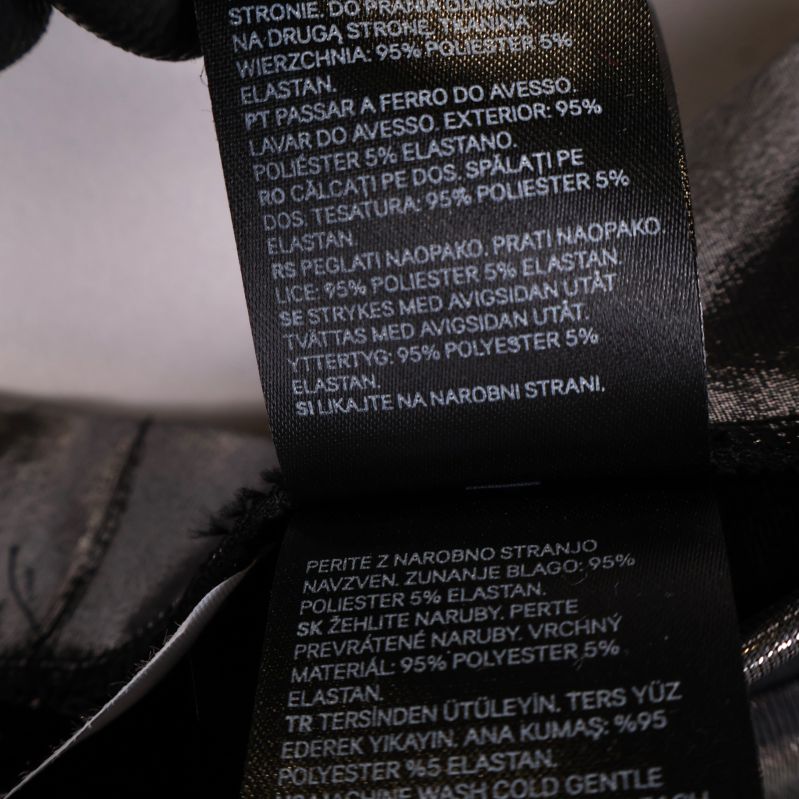 STRONIE. DO PRANIA
NA DRUGĄ STRONĘ. TKANINA
WIERZCHNIA: 95% POLIESTER 5%
ELASTAN.
PT PASSAR A FERRO DO AVESSO.
LAVAR DO AVESSO. EXTERIOR: 95%
POLIÉSTER 5% ELASTANO.
RO CĂLCAȚI PE DOS. SPĂLAȚI PE
DOS. TESATURA: 95% POLIESTER 5%
ELASTAN.
RS PEGLATI NAOPAKO. PRATI NAOPAKO.
LICE: 95% POLIESTER 5% ELASTAN
SE STRYKES MED AVIGSIDAN UTÅT
TVÄTTAS MED AVIGSIDAN UTÅT.
YTTERTYG: 95% POLYESTER 5%
ELASTAN.
SI LIKAJTE NA NAROBNI STRANI.
PERITE Z NAROBNO STRANJO
NAVZVEN. ZUNANJE BLAGO: 95%
POLIESTER 5% ELASTAN.
SK ŽEHLITE NARUBY. PERTE
PREVRÁTENÉ NARUBY. VRCHNÝ
MATERIÁL: 95% POLYESTER 5%
ELASTAN.
TR TERSİNDEN ÜTÜLEYİN. TERS YÜZ
EDEREK YIKAYIN. ANA KUMAŞ: %95
POLYESTER %5 ELASTAN.
US MACHINE WASH COLD GENTLE